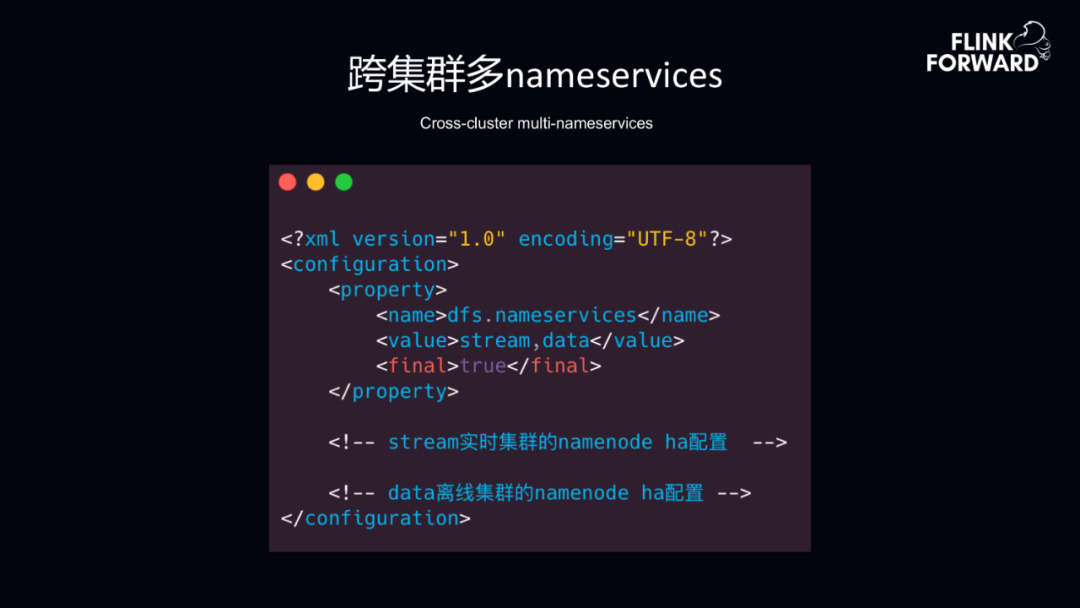 FLINK
FORWARD
跨集群多nameservices
Cross-cluster multi-nameservices
<?xml version="1.0" encoding="UTF-8"?>
<configuration>
    <property>
        <name>dfs.nameservices</name>
        <value>stream,data</value>
        <final>true</final>
    </property>
    <!-- stream实时集群的namenode ha配置  -->
    <!-- data离线集群的namenode ha配置 -->
</configuration>